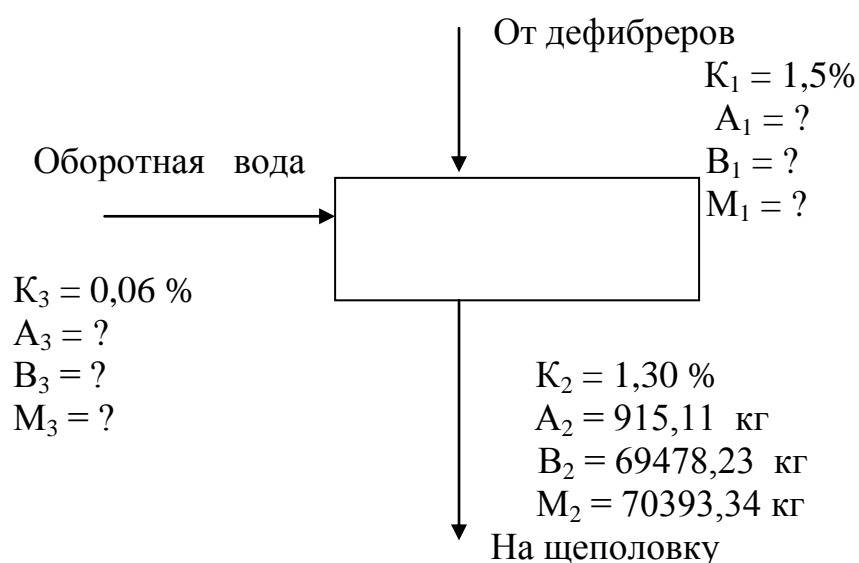 От дефибреров
К₁ = 1,5%
А₁ = ?
В₁ = ?
М₁ = ?
Оборотная вода
К₃ = 0,06 %
А₃ = ?
В₃ = ?
М₃ = ?
К₂ = 1,30 %
А₂ = 915,11 кг
В₂ = 69478,23 кг
М₂ = 70393,34 кг
На щеполовку